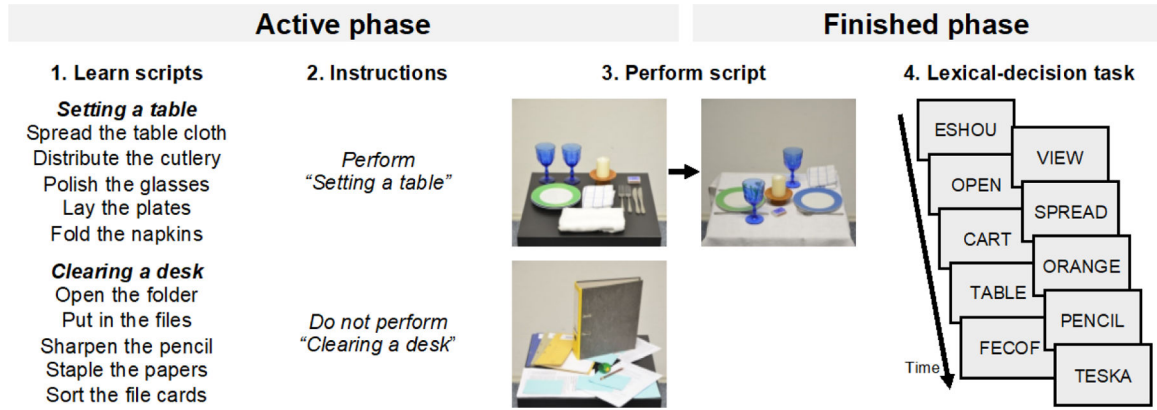 Active phase
Finished phase
1. Learn scripts
2. Instructions
3. Perform script
4. Lexical-decision task
Setting a table
Spread the table cloth
Distribute the cutlery
Polish the glasses
Lay the plates
Fold the napkins
Clearing a desk
Open the folder
Put in the files
Sharpen the pencil
Staple the papers
Sort the file cards
Perform
“Setting a table”
Do not perform
“Clearing a desk”
ESHOU
VIEW
OPEN
SPREAD
CART
ORANGE
TABLE
PENCIL
FECOF
TESKA
Time